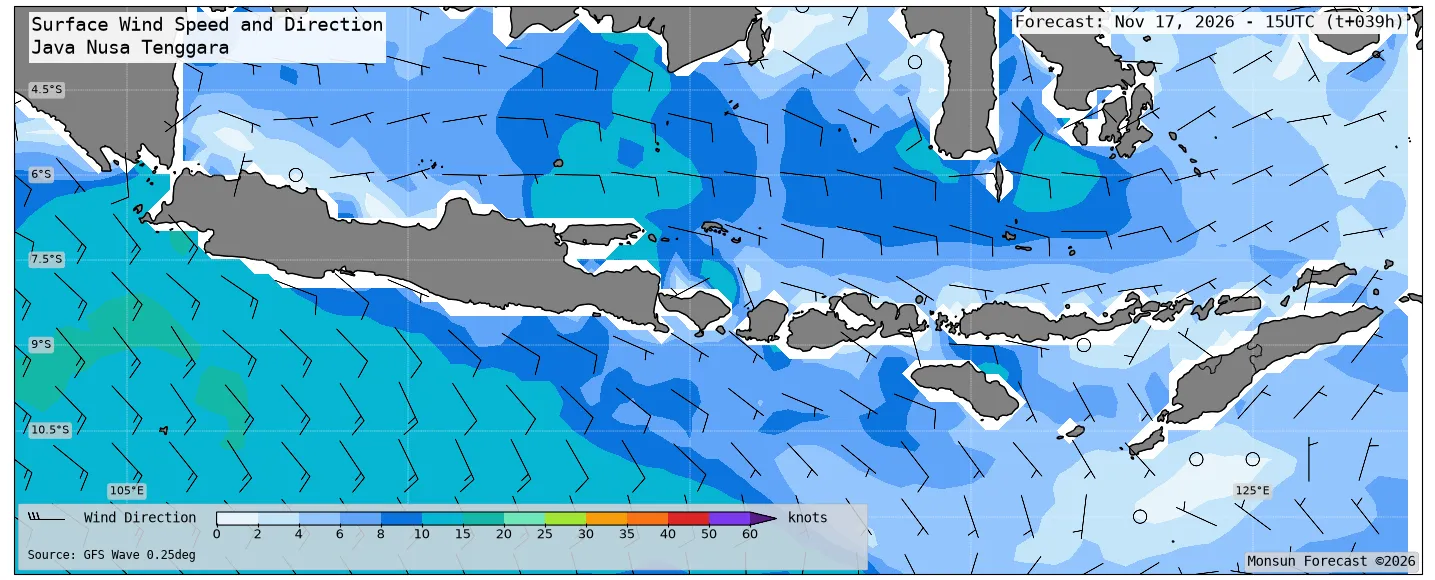 Surface Wind Speed and Direction
Java Nusa Tenggara
Forecast: Nov 17, 2026 - 15UTC (t+039h)
4.5°S
6°S
7.5°S
9°S
10.5°S
105°E
125°E
Wind Direction
0 2 4 6 8 10 15 20 25 30 35 40 50 60
knots
Source: GFS Wave 0.25deg
Monsun Forecast ©2026